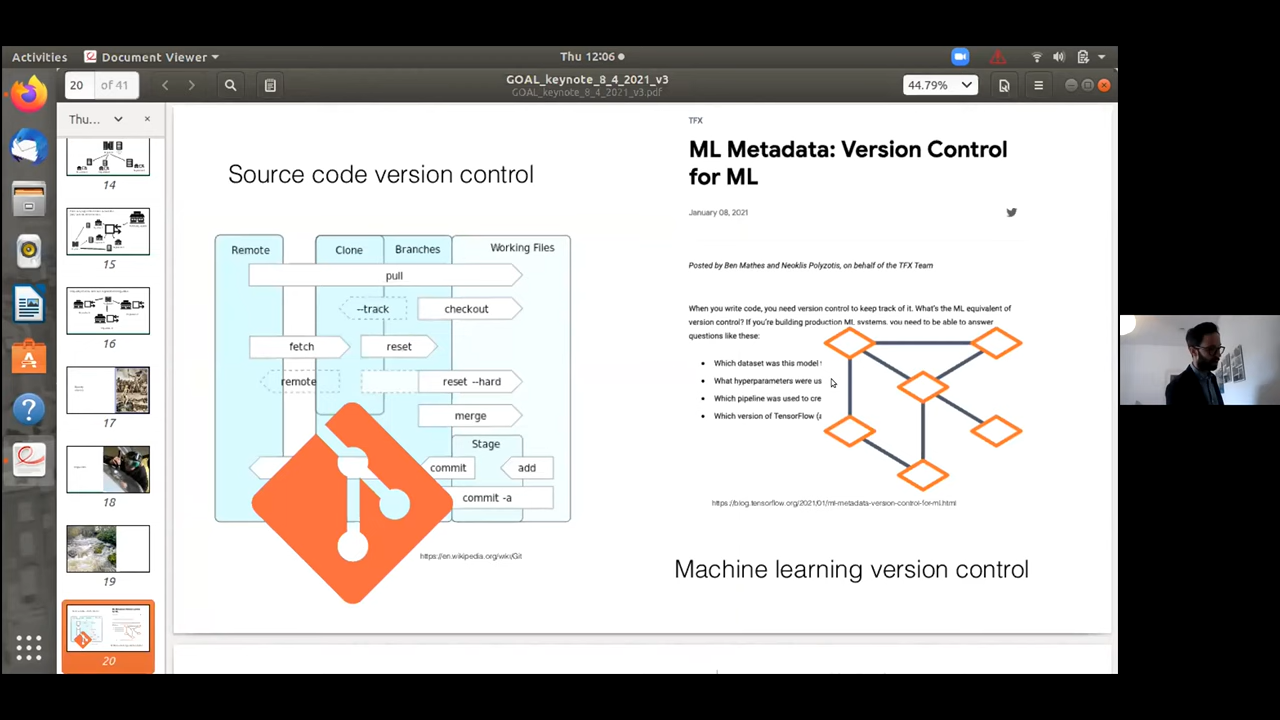 Activities
Document Viewer
Thu 12:06
20 of 41
GOAL_keynote_8_4_2021_v3
GOAL_keynote_8_4_2021_v3.pdf
44.79%
Thu...
14
15
16
17
18
19
20
Source code version control
Remote
Clone
Branches
Working Files
pull
--track
checkout
fetch
reset
remote
reset --hard
merge
Stage
commit
add
commit -a
https://en.wikipedia.org/wiki/Git
TFX
ML Metadata: Version Control
for ML
January 08, 2021
Posted by Ben Mathes and Neoklis Polyzotis, on behalf of the TFX Team
When you write code, you need version control to keep track of it. What's the ML equivalent of
version control? If you're building production ML systems, you need to be able to answer
questions like these:
• Which dataset was this model
• What hyperparameters were us
• Which pipeline was used to cre
• Which version of TensorFlow (a
https://blog.tensorflow.org/2021/01/ml-metadata-version-control-for-ml.html
Machine learning version control